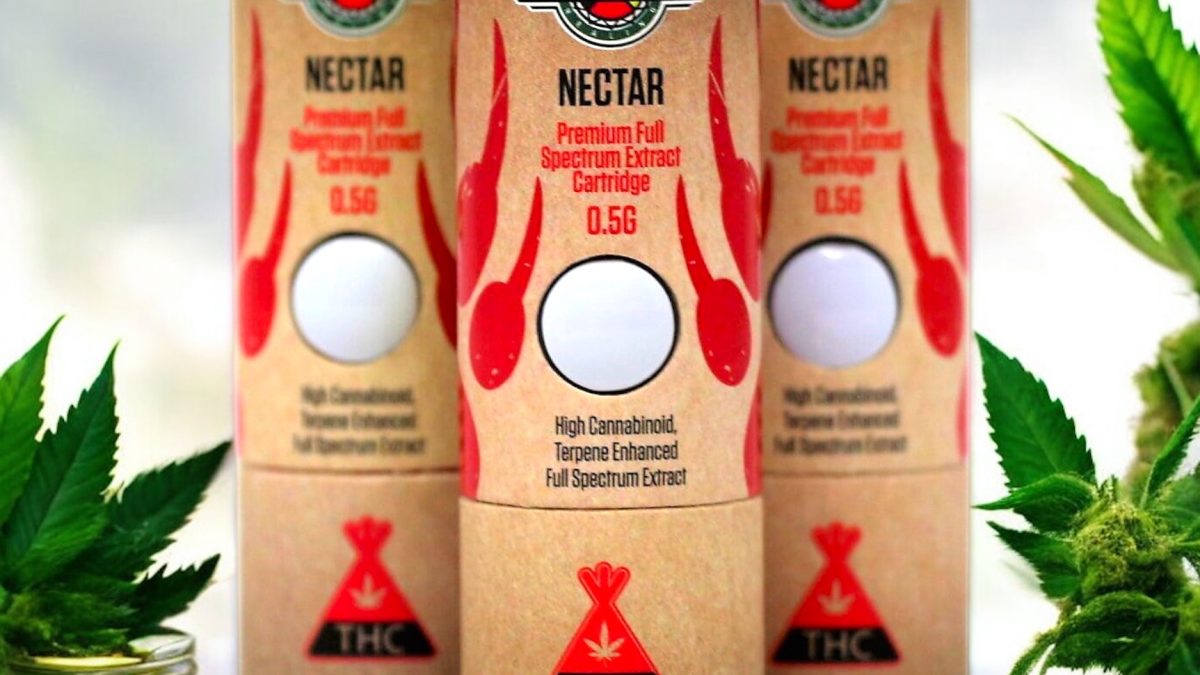 HEALING
NECTAR
Premium Full
Spectrum Extract
Cartridge
0.5G
High Cannabinoid,
Terpene Enhanced
Full Spectrum Extract
NECTAR
Premium Full
Spectrum Extract
Cartridge
0.5G
High Cannabinoid,
Terpene Enhanced
Full Spectrum Extract
THC
NECTAR
Premium Full
Spectrum Extract
Cartridge
0.5G
High Cannabinoid,
Terpene Enhanced
Full Spectrum Extract
THC